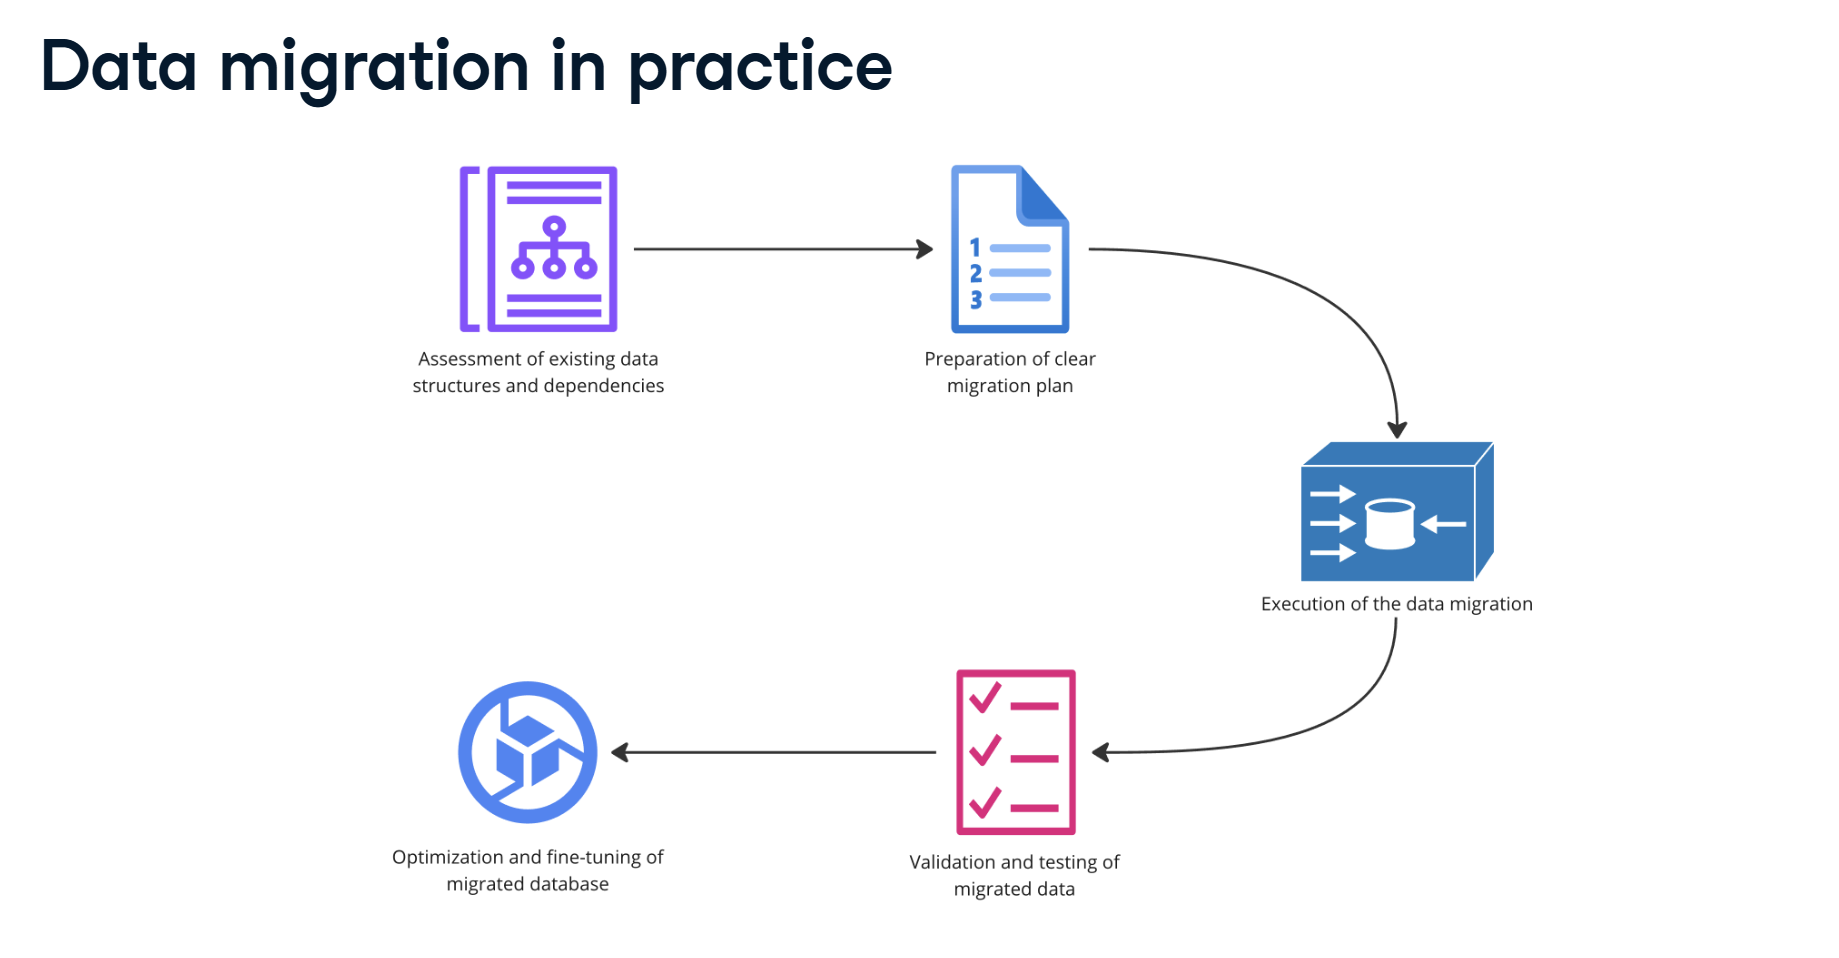 Data migration in practice
Assessment of existing data
structures and dependencies
Preparation of clear
migration plan
1
2
3
Execution of the data migration
Validation and testing of
migrated data
Optimization and fine-tuning of
migrated database